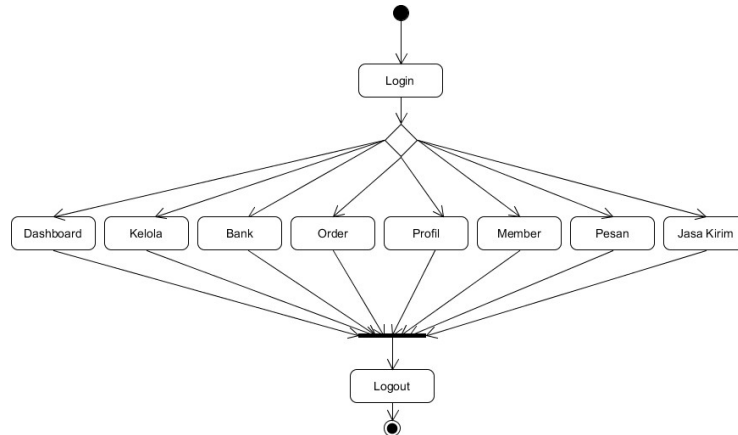 Login
Dashboard
Kelola
Bank
Order
Profil
Member
Pesan
Jasa Kirim
Logout